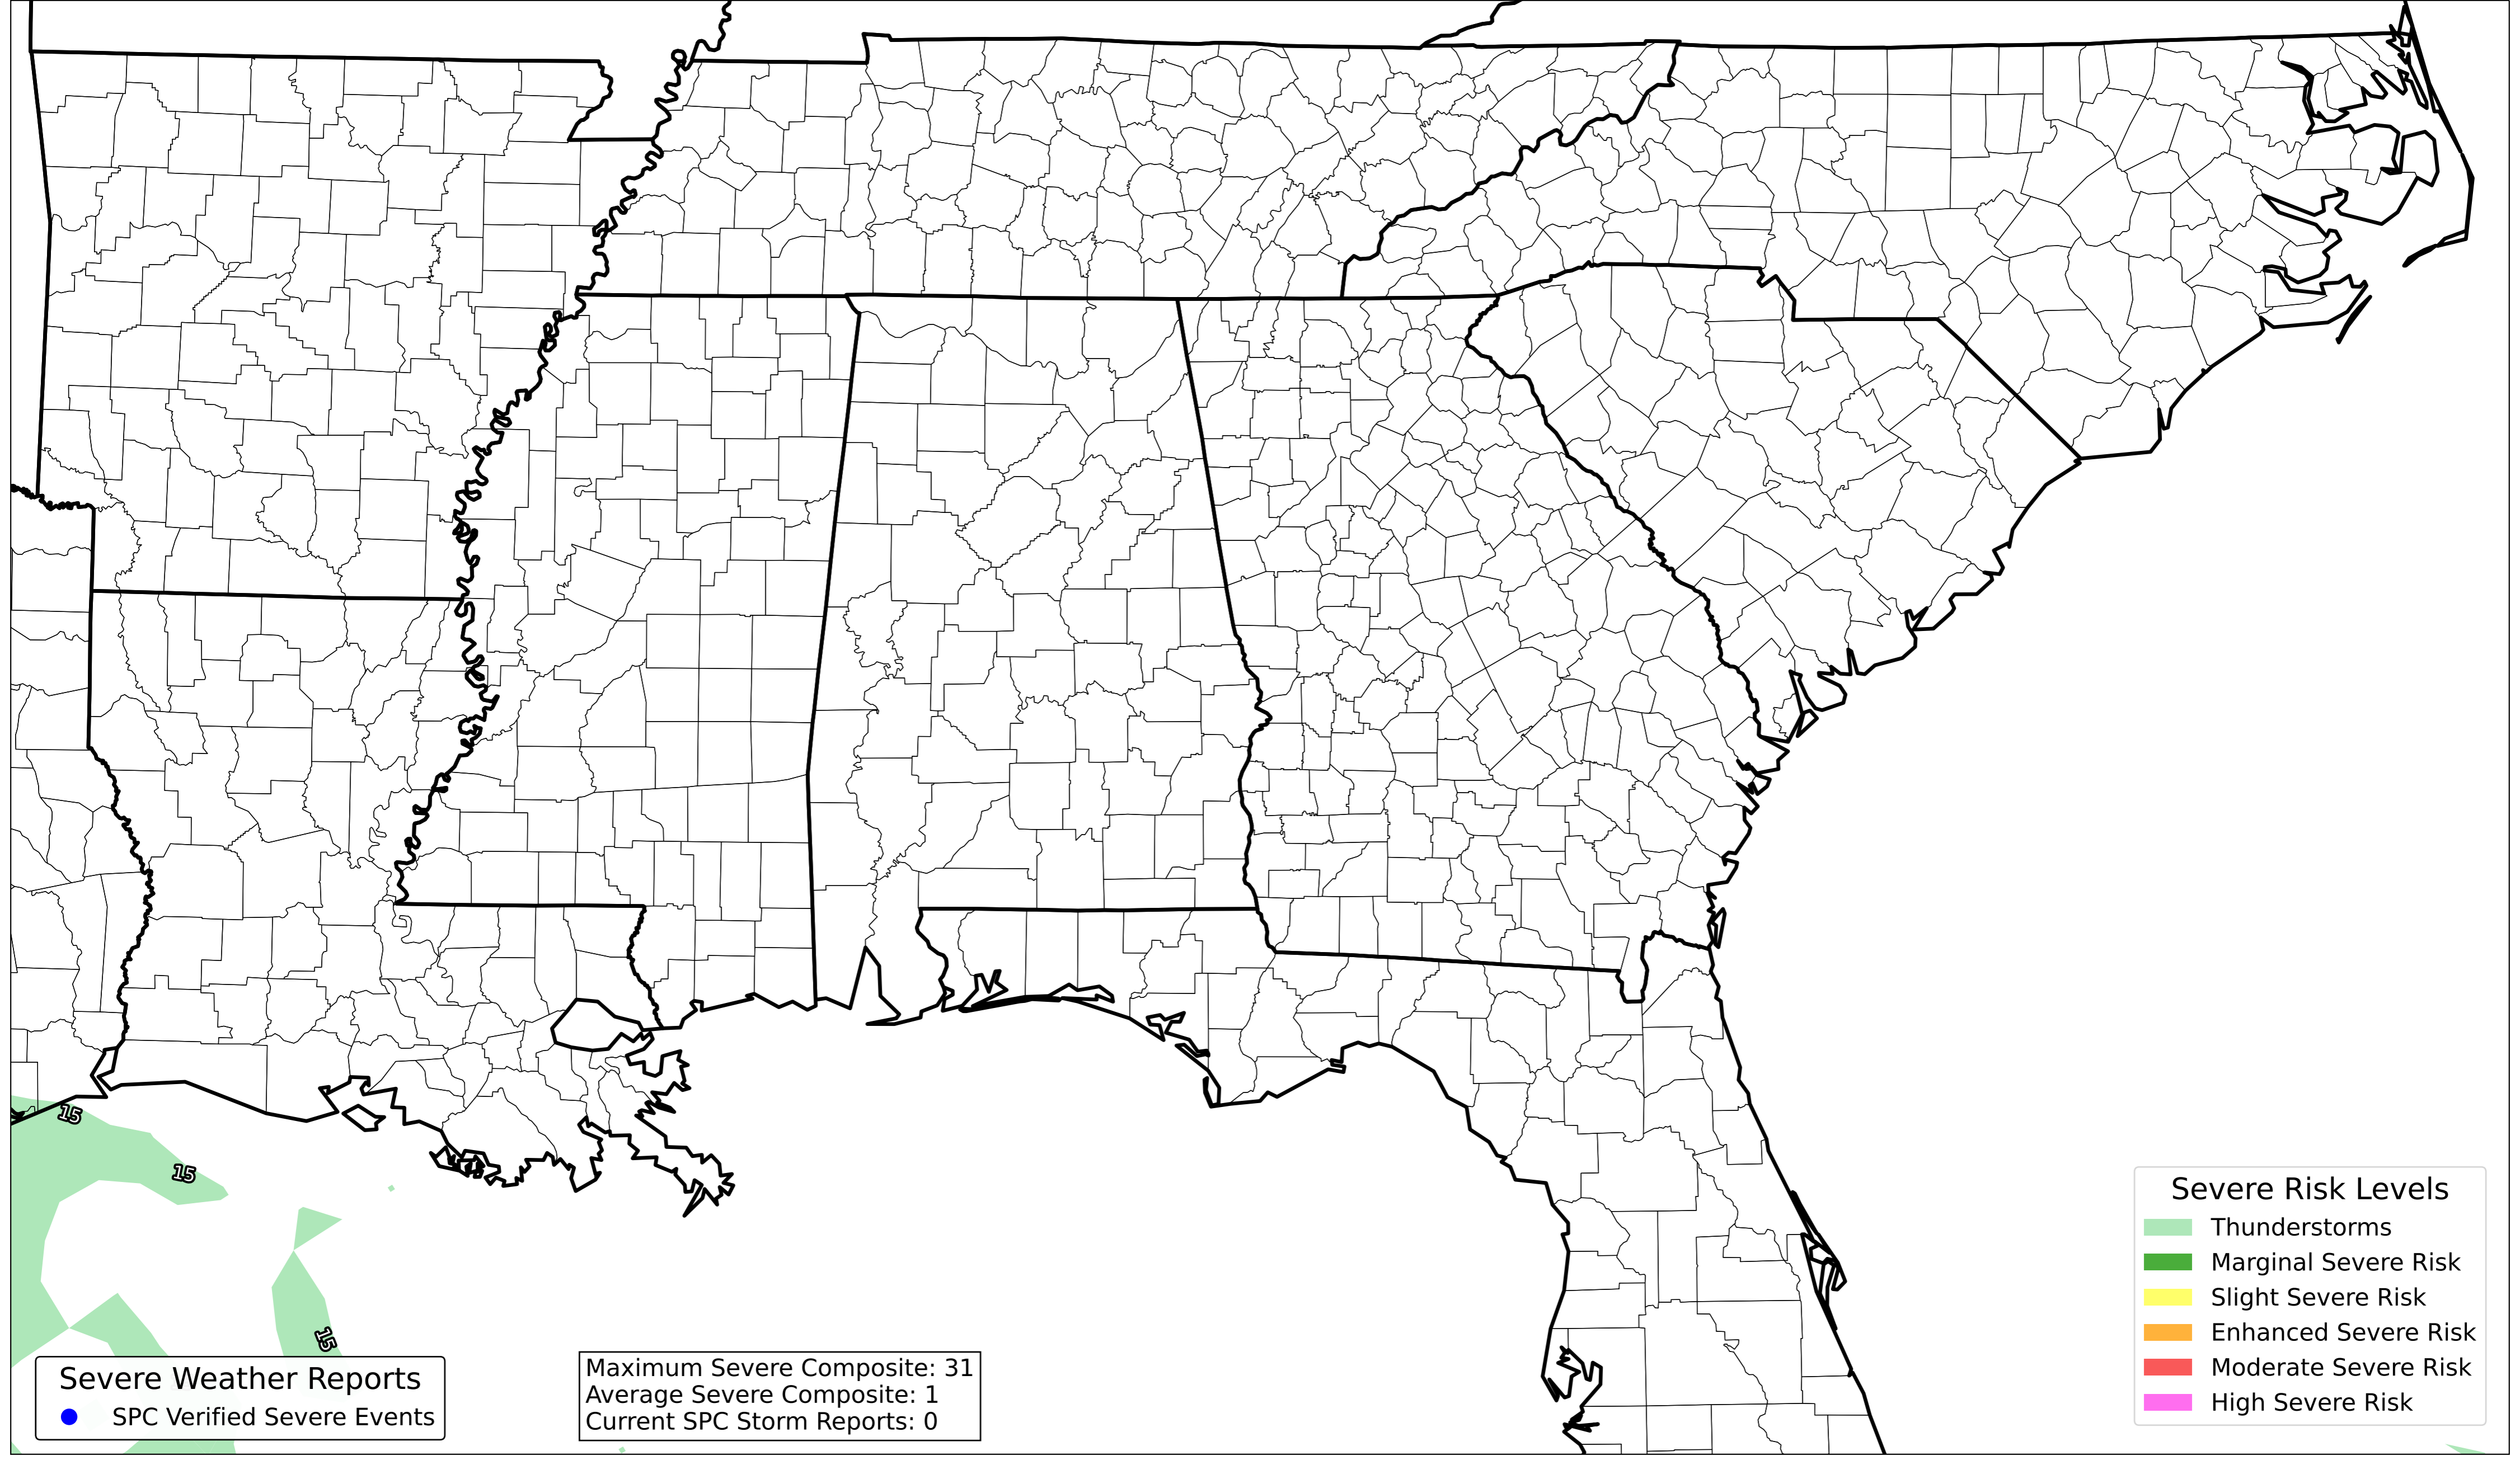 15
15
15
Severe Risk Levels
Thunderstorms
Marginal Severe Risk
Slight Severe Risk
Enhanced Severe Risk
Moderate Severe Risk
High Severe Risk
Severe Weather Reports
SPC Verified Severe Events
Maximum Severe Composite: 31
Average Severe Composite: 1
Current SPC Storm Reports: 0